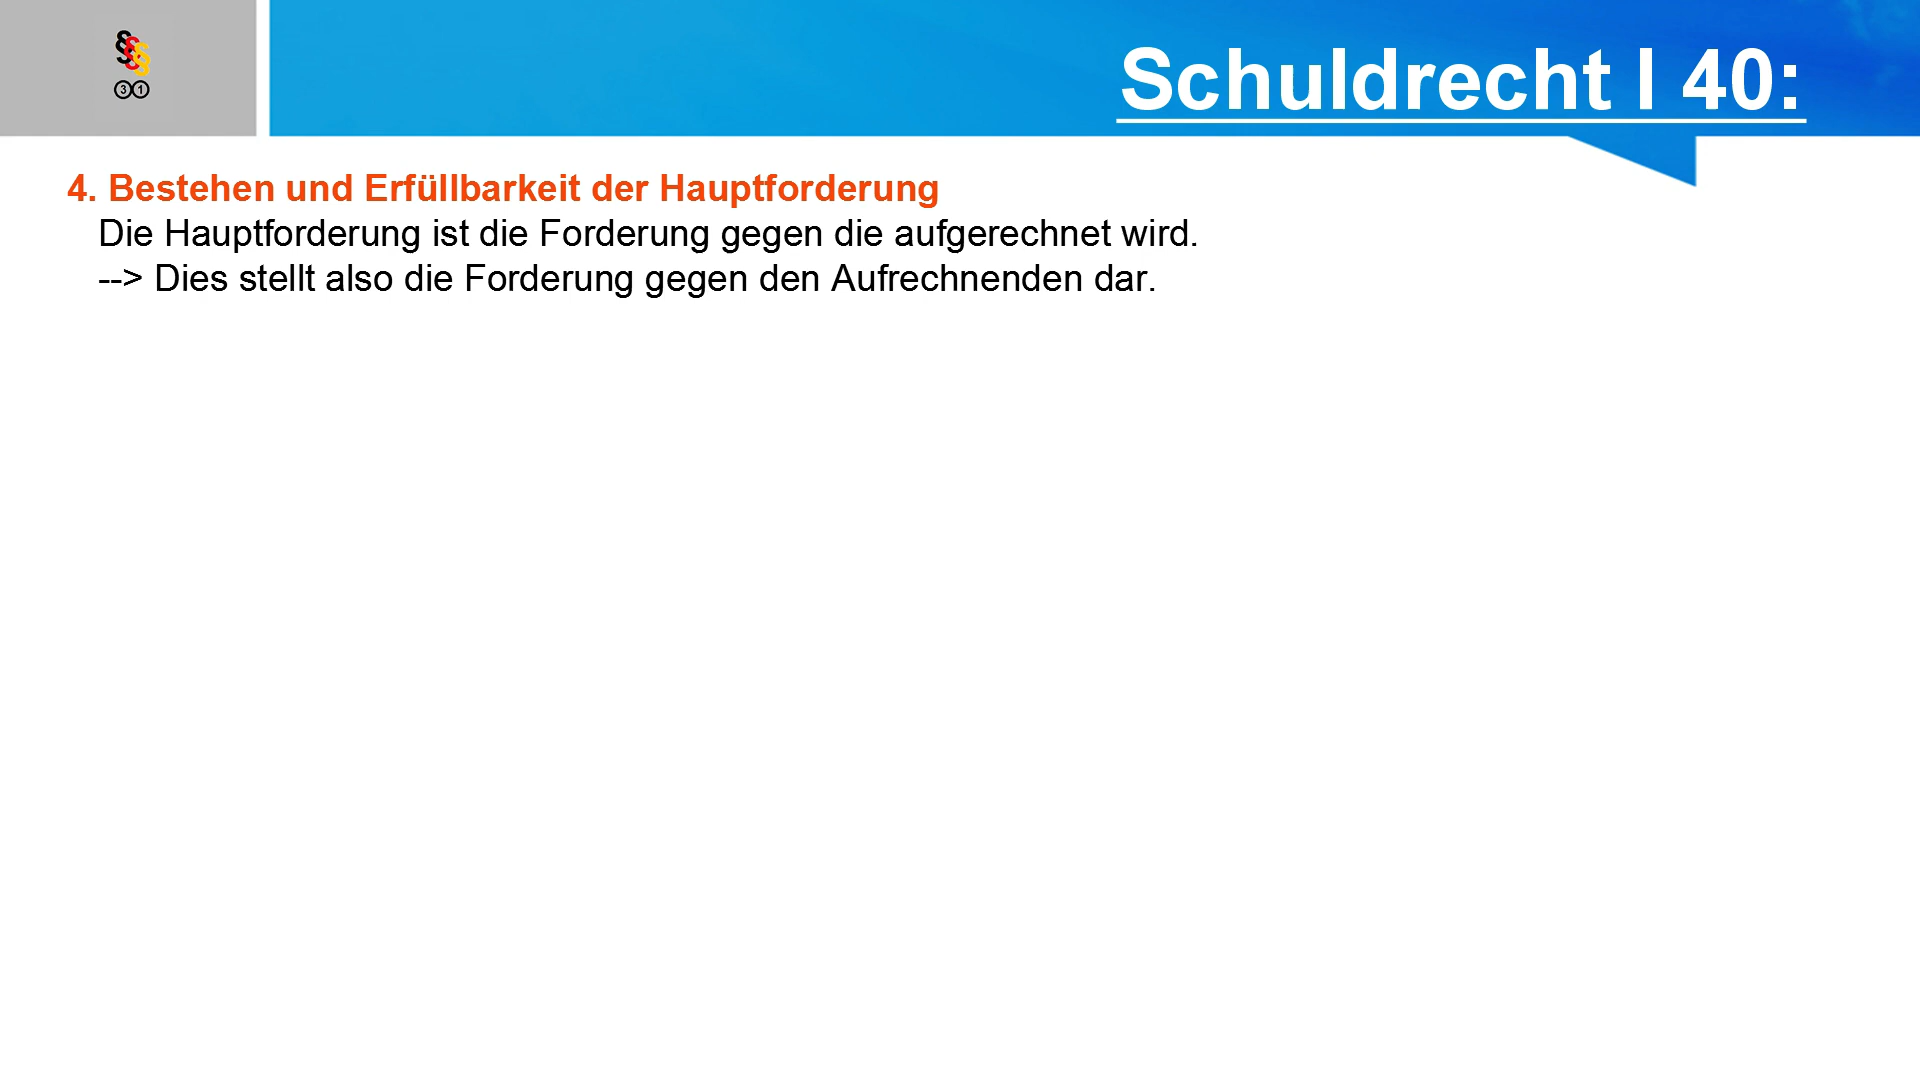 §§§
31
Schuldrecht I 40:
4. Bestehen und Erfüllbarkeit der Hauptforderung
Die Hauptforderung ist die Forderung gegen die aufgerechnet wird.
--> Dies stellt also die Forderung gegen den Aufrechnenden dar.